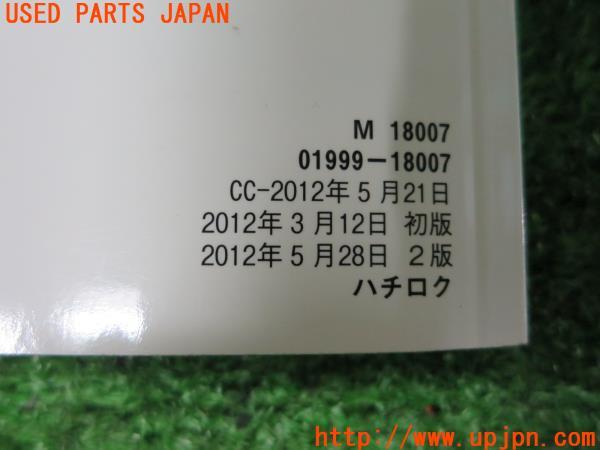 USED PARTS JAPAN
M 18007
01999-18007
CC-2012年5月21日
2012年3月12日 初版
2012年5月28日 2版
ハチロク
UPJ
http://www.upjpn.com